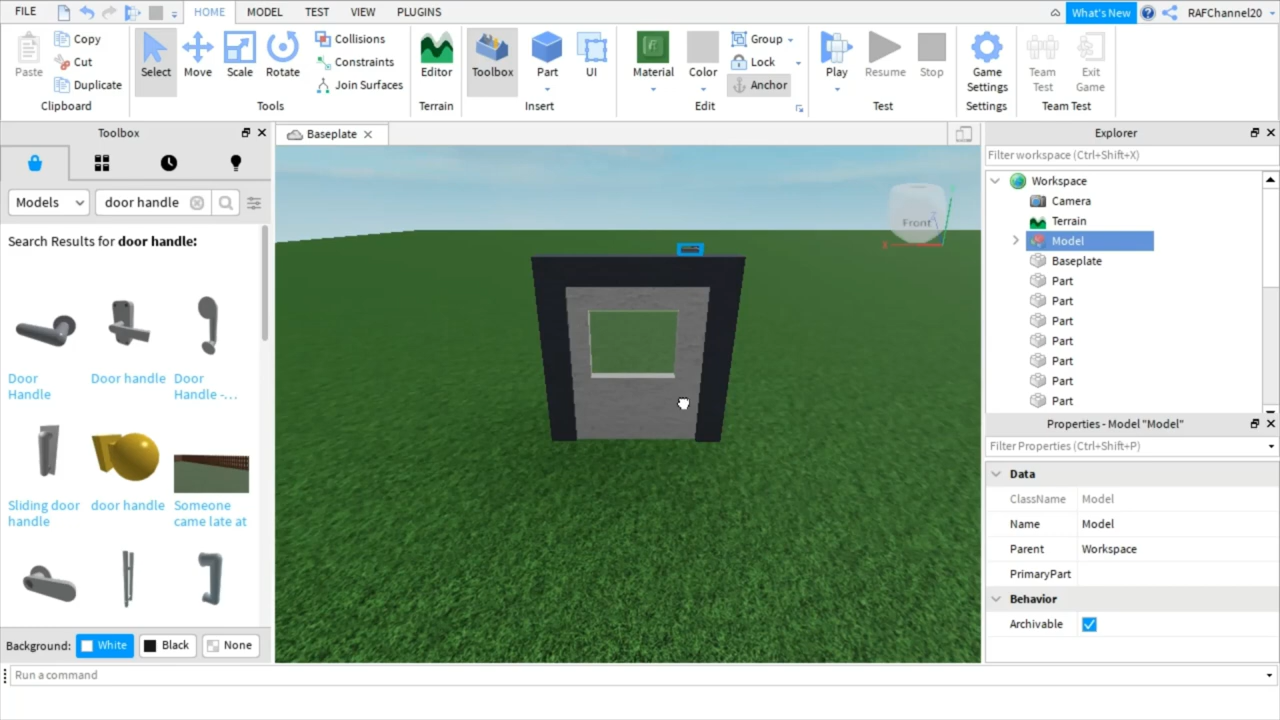 FILE
HOME
MODEL
TEST
VIEW
PLUGINS
What's New
RAFChannel20
Paste
Copy
Cut
Duplicate
Clipboard
Select
Move
Scale
Rotate
Collisions
Constraints
Join Surfaces
Tools
Editor
Terrain
Toolbox
Part
UI
Insert
Material
Color
Group
Lock
Anchor
Edit
Play
Resume
Stop
Test
Game
Settings
Settings
Team
Test
Exit
Game
Team Test
Toolbox
Models
door handle
Search Results for door handle:
Door
Handle
Door handle
Door
Handle -...
Sliding door
handle
door handle
Someone
came late at
Background:
White
Black
None
Baseplate
Front
Explorer
Filter workspace (Ctrl+Shift+X)
Workspace
Camera
Terrain
Model
Baseplate
Part
Part
Part
Part
Part
Part
Part
Properties - Model "Model"
Filter Properties (Ctrl+Shift+P)
Data
ClassName Model
Name Model
Parent Workspace
PrimaryPart
Behavior
Archivable
Run a command